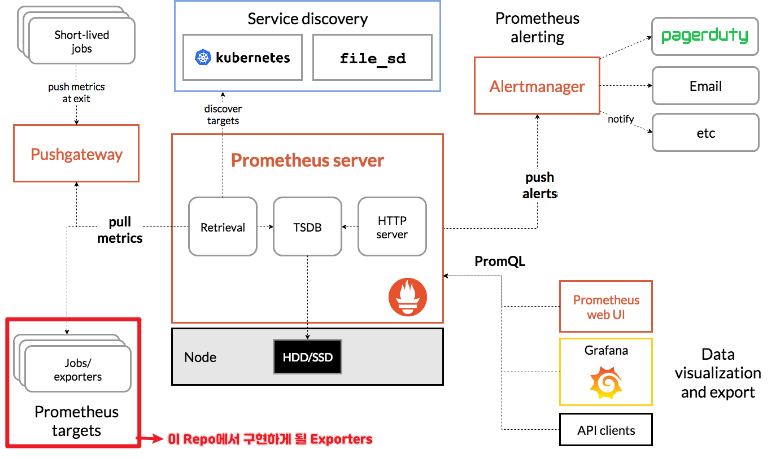 Short-lived
jobs
push metrics
at exit
Pushgateway
pull
metrics
Jobs/
exporters
Prometheus
targets
이 Repo에서 구현하게 될 Exporters
Service discovery
kubernetes
file_sd
discover
targets
Prometheus server
Retrieval
TSDB
HTTP
server
Node
HDD/SSD
Prometheus
alerting
Alertmanager
pagerduty
Email
notify
etc
push
alerts
PromQL
Prometheus
web UI
Grafana
API clients
Data
visualization
and export